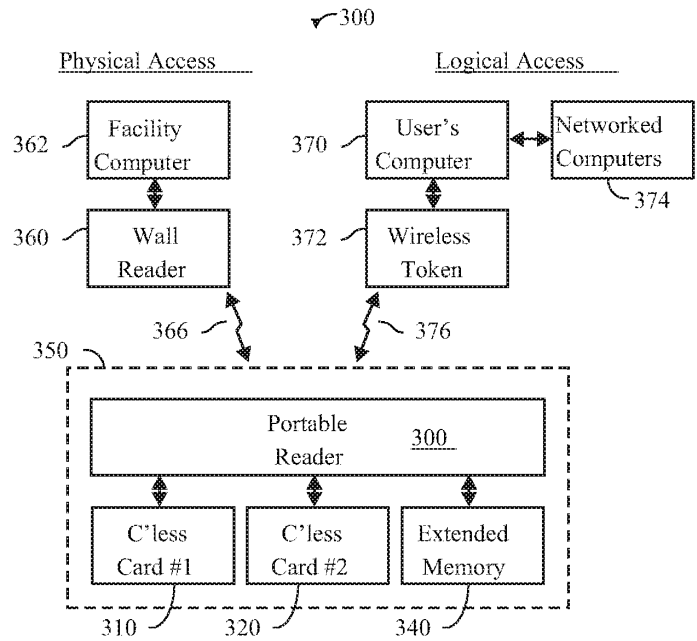 300
Physical Access
Logical Access
362
Facility
Computer
370
User's
Computer
Networked
Computers
374
360
Wall
Reader
372
Wireless
Token
366
376
350
Portable
Reader
300
C'less
Card #1
C'less
Card #2
Extended
Memory
310
320
340